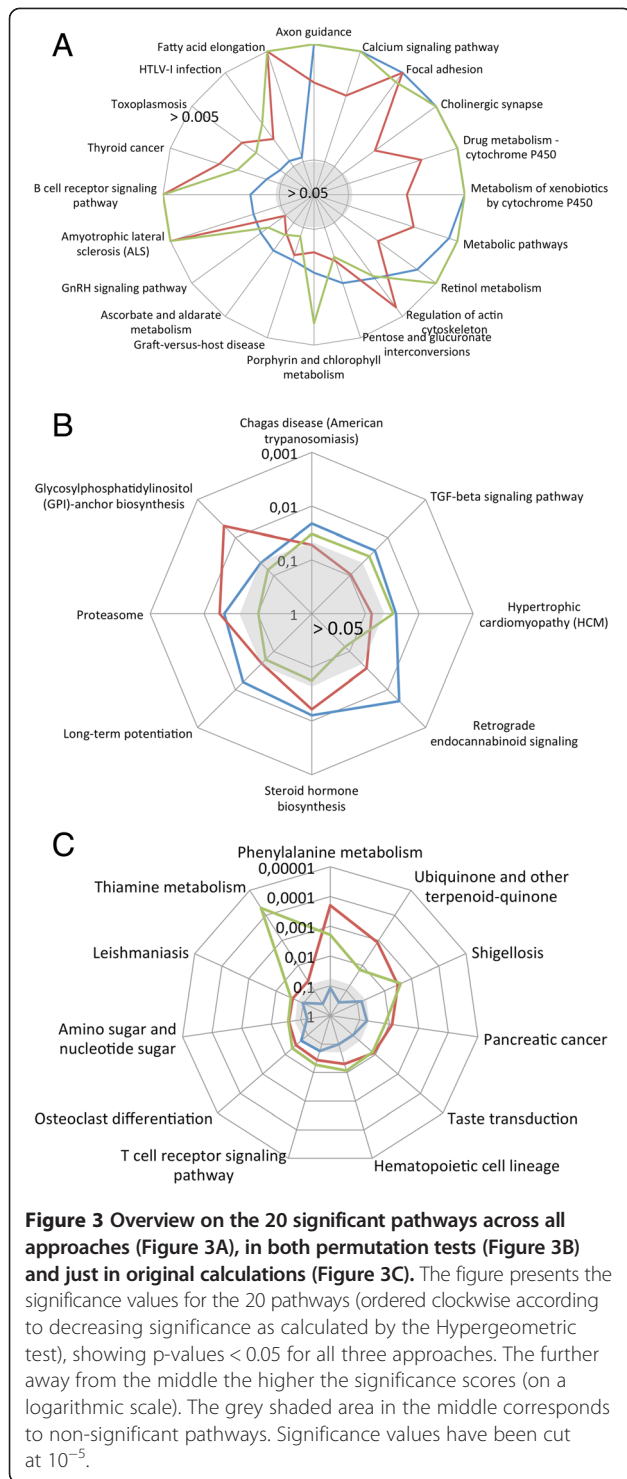 A
Axon guidance
Fatty acid elongation
Calcium signaling pathway
HTLV-I infection
Focal adhesion
Toxoplasmosis
Cholinergic synapse
> 0.005
Thyroid cancer
Drug metabolism -
cytochrome P450
B cell receptor signaling
pathway
> 0.05
Metabolism of xenobiotics
by cytochrome P450
Amyotrophic lateral
sclerosis (ALS)
Metabolic pathways
GnRH signaling pathway
Retinol metabolism
Ascorbate and aldarate
metabolism
Regulation of actin
cytoskeleton
Graft-versus-host disease
Pentose and glucuronate
interconversions
Porphyrin and chlorophyll
metabolism
B
Chagas disease (American
trypanosomiasis)
0,001
Glycosylphosphatidylinositol
(GPI)-anchor biosynthesis
TGF-beta signaling pathway
0,01
0,1
Proteasome
1
> 0.05
Hypertrophic
cardiomyopathy (HCM)
Long-term potentiation
Retrograde
endocannabinoid signaling
Steroid hormone
biosynthesis
C
Phenylalanine metabolism
0,00001
Thiamine metabolism
Ubiquinone and other
terpenoid-quinone
0,0001
0,001
Leishmaniasis
Shigellosis
0,01
0,1
1
Amino sugar and
nucleotide sugar
Pancreatic cancer
Osteoclast differentiation
Taste transduction
T cell receptor signaling
pathway
Hematopoietic cell lineage
Figure 3 Overview on the 20 significant pathways across all
approaches (Figure 3A), in both permutation tests (Figure 3B)
and just in original calculations (Figure 3C). The figure presents the
significance values for the 20 pathways (ordered clockwise according
to decreasing significance as calculated by the Hypergeometric
test), showing p-values < 0.05 for all three approaches. The further
away from the middle the higher the significance scores (on a
logarithmic scale). The grey shaded area in the middle corresponds
to non-significant pathways. Significance values have been cut
at 10⁻⁵.